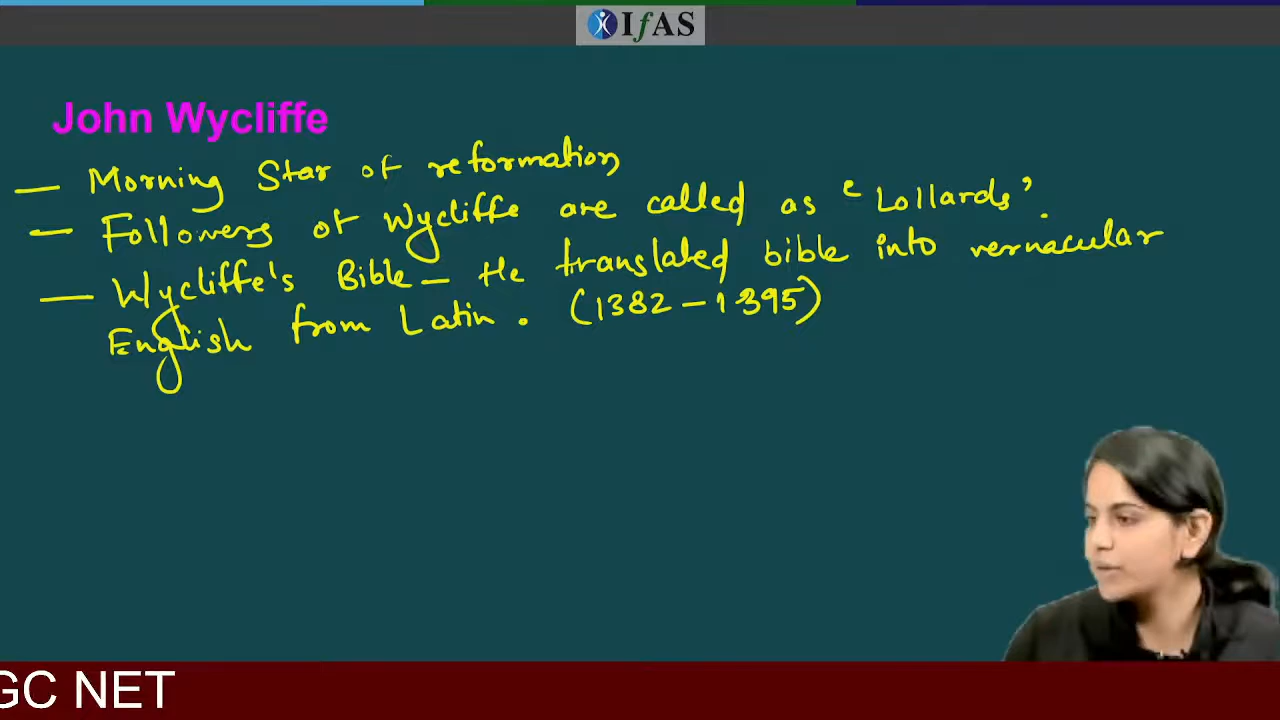 IfAS
John Wycliffe
— Morning Star of reformation
— Followers of Wycliffe are called as ‘Lollards’.
— Wycliffe's Bible — He translated bible into vernacular
English from Latin. (1382 – 1395)
GC NET